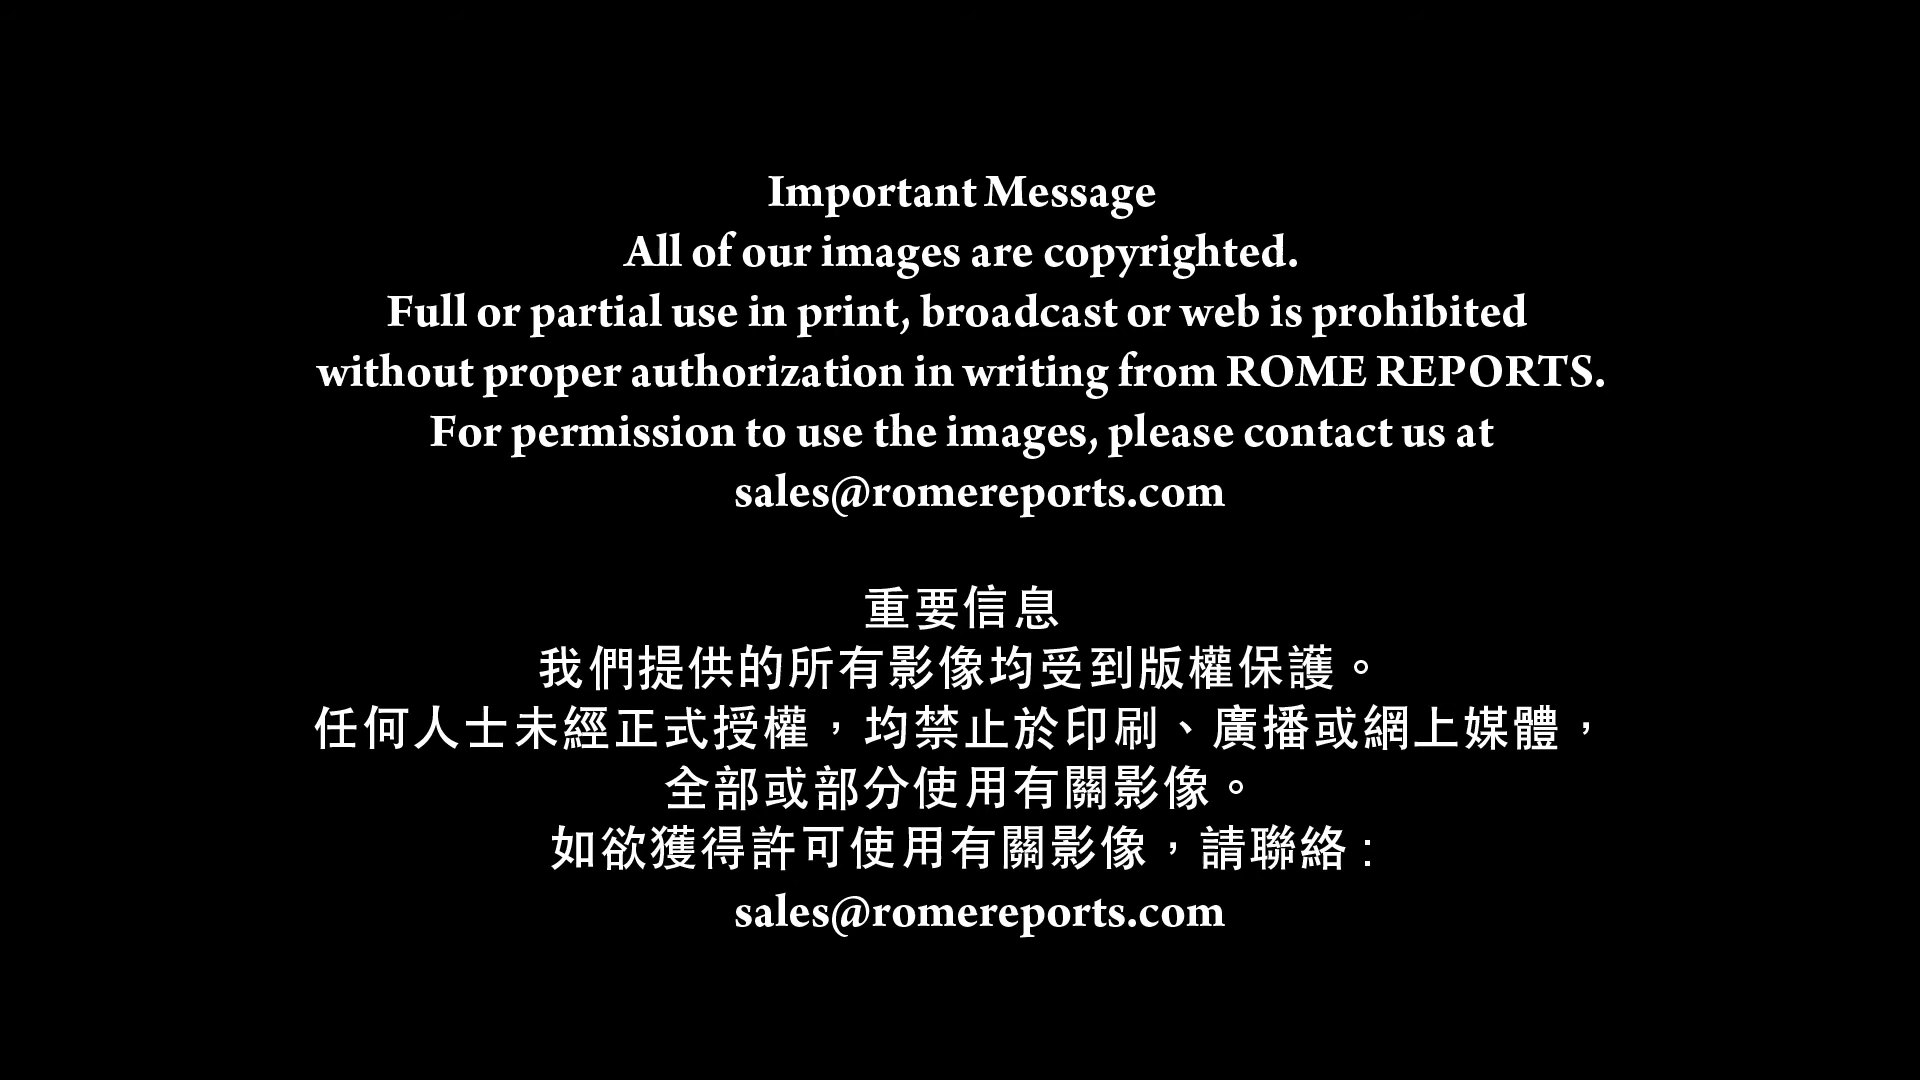 Important Message
All of our images are copyrighted.
Full or partial use in print, broadcast or web is prohibited
without proper authorization in writing from ROME REPORTS.
For permission to use the images, please contact us at
sales@romereports.com
重要信息
我們提供的所有影像均受到版權保護。
任何人士未經正式授權，均禁止於印刷、廣播或網上媒體，
全部或部分使用有關影像。
如欲獲得許可使用有關影像，請聯絡：
sales@romereports.com